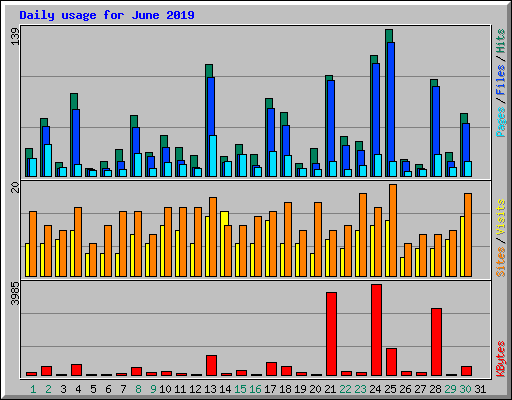 Daily usage for June 2019
139
Pages / Files / Hits
20
Sites / Visits
3985
KBytes
1 2 3 4 5 6 7 8 9 10 11 12 13 14 15 16 17 18 19 20 21 22 23 24 25 26 27 28 29 30 31